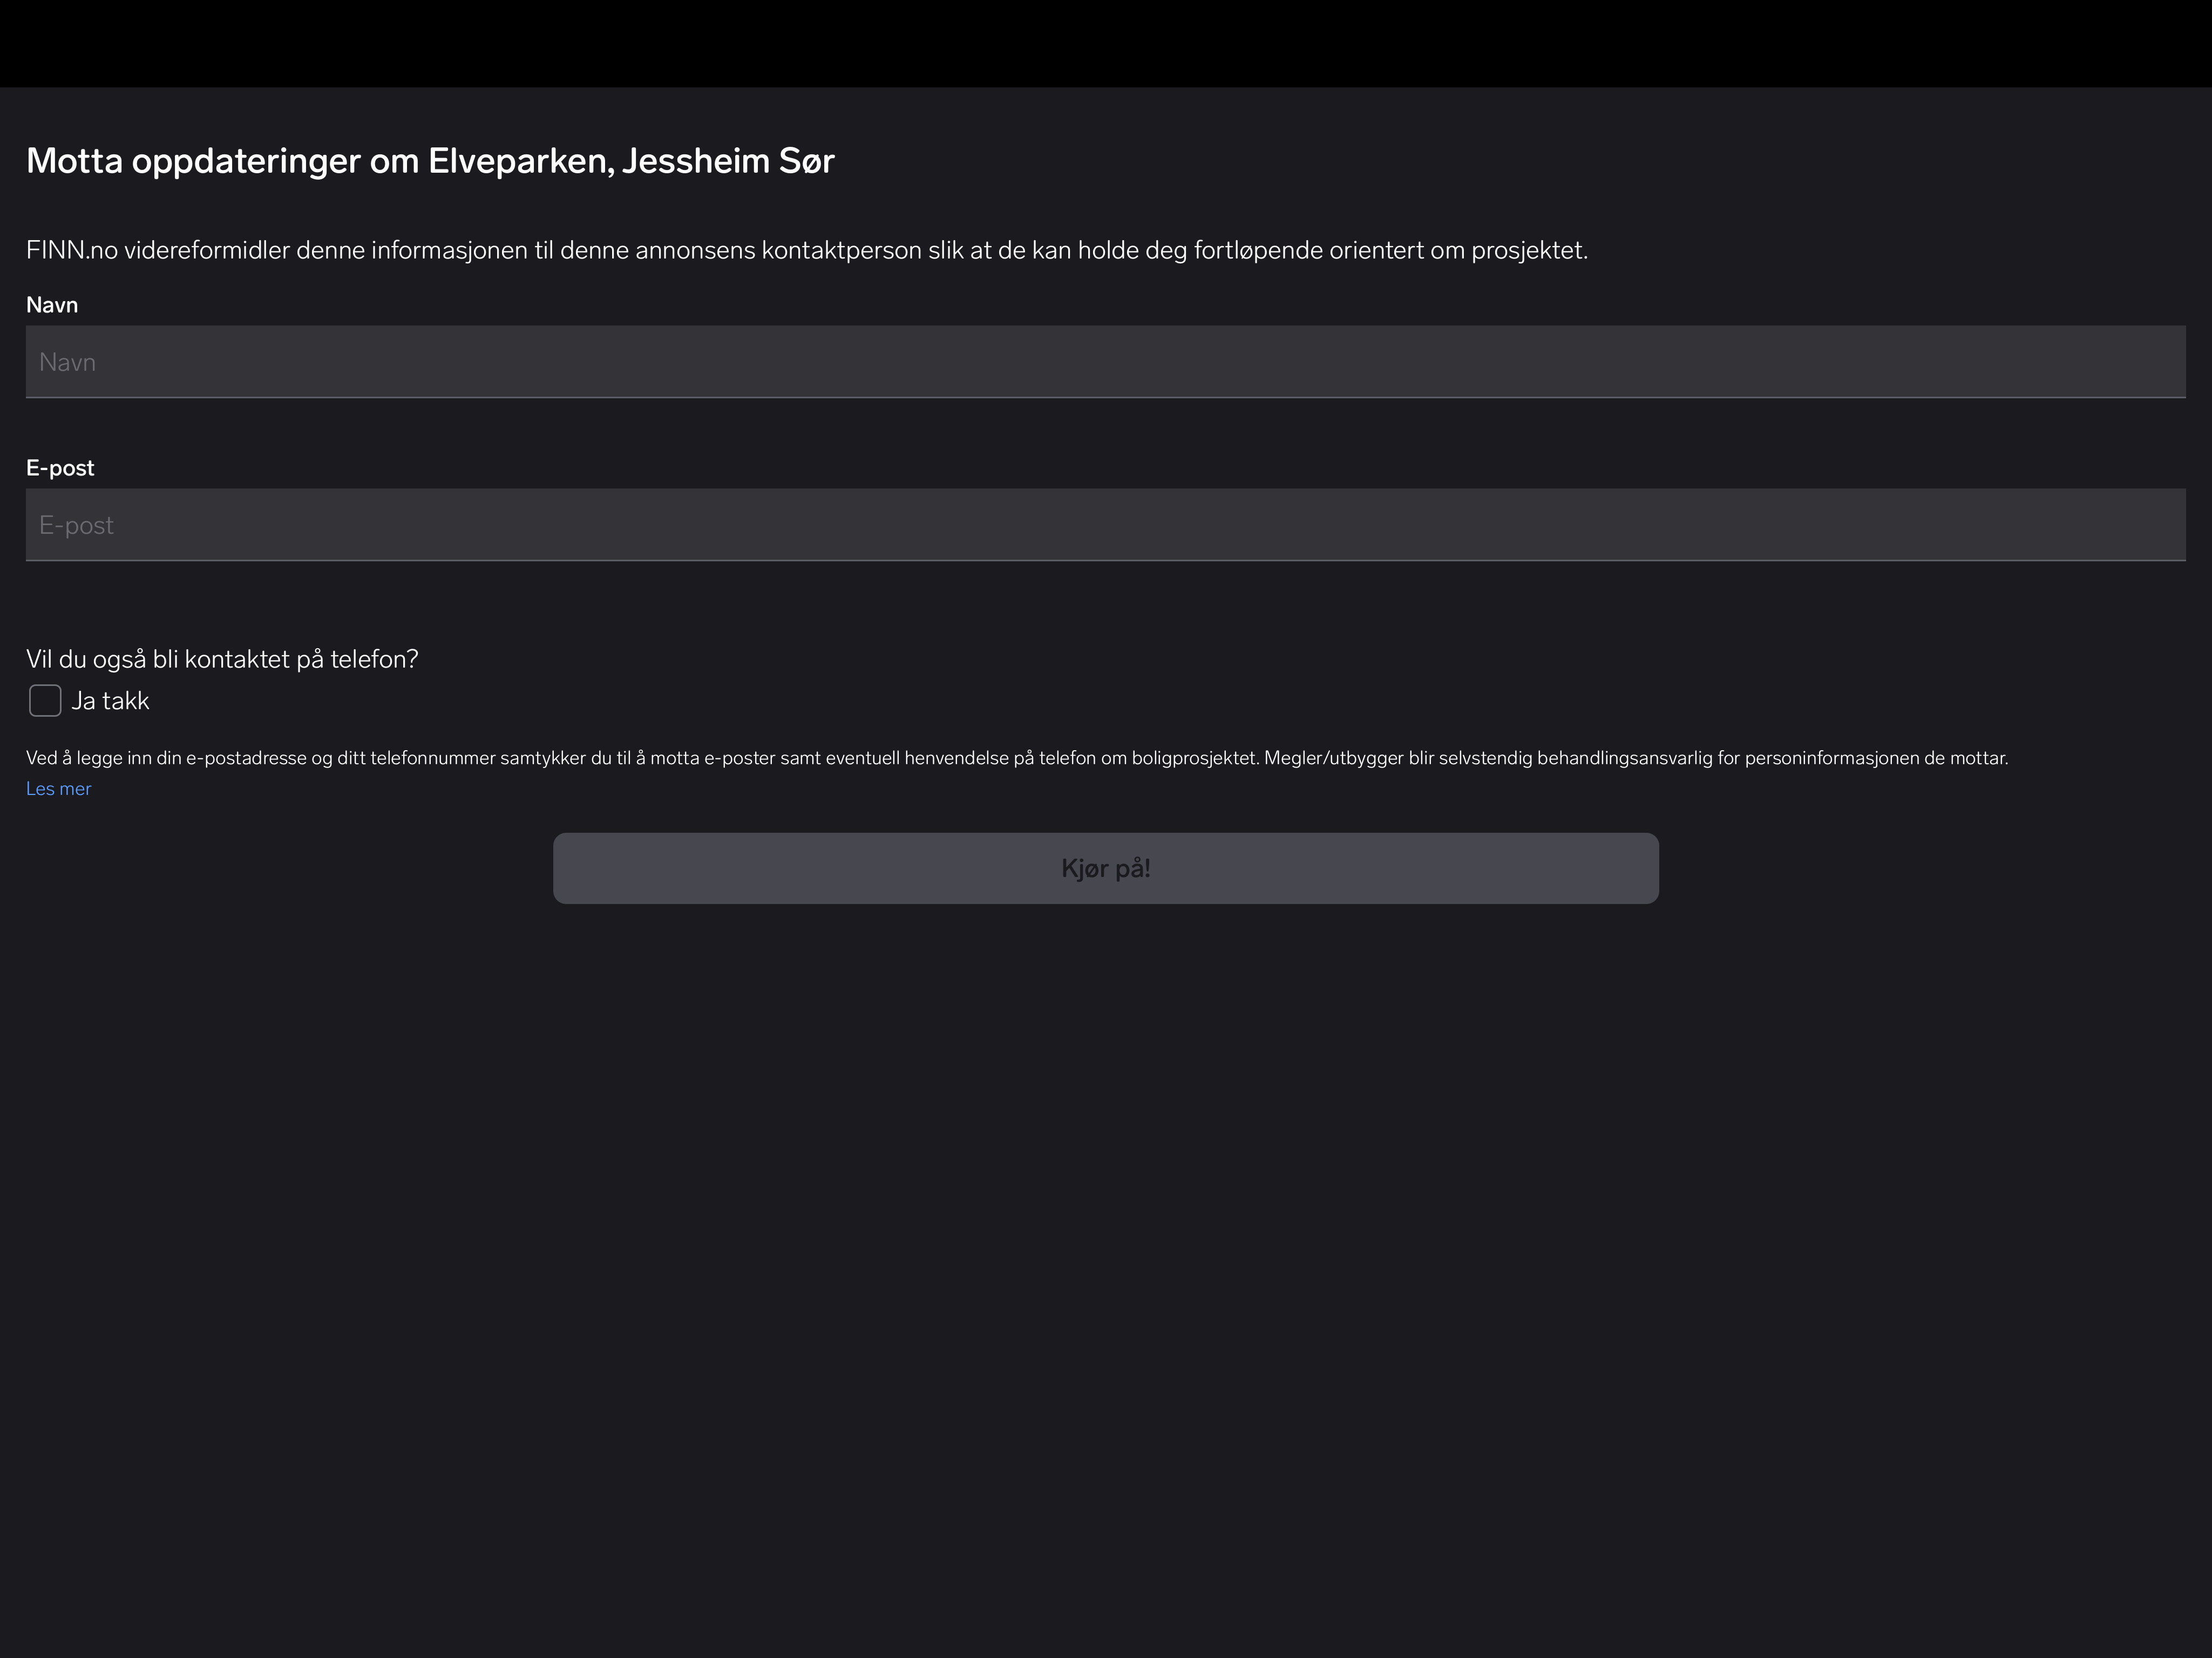 Motta oppdateringer om Elveparken, Jessheim Sør
FINN.no videreformidler denne informasjonen til denne annonsens kontaktperson slik at de kan holde deg fortløpende orientert om prosjektet.
Navn
Navn
E-post
E-post
Vil du også bli kontaktet på telefon?
Ja takk
Ved å legge inn din e-postadresse og ditt telefonnummer samtykker du til å motta e-poster samt eventuell henvendelse på telefon om boligprosjektet. Megler/utbygger blir selvstendig behandlingsansvarlig for personinformasjonen de mottar.
Les mer
Kjør på!